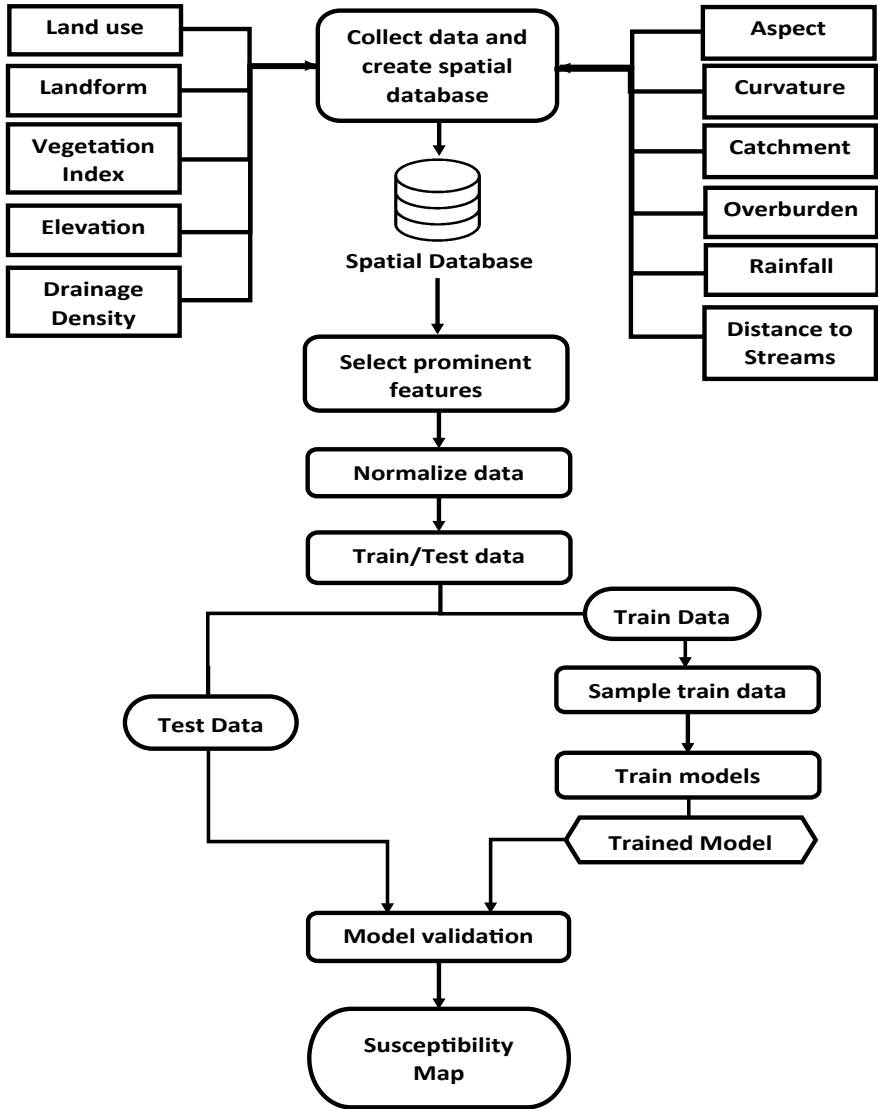 Land use
Landform
Vegetation
Index
Elevation
Drainage
Density
Collect data and
create spatial
database
Aspect
Curvature
Catchment
Overburden
Rainfall
Distance to
Streams
Spatial Database
Select prominent
features
Normalize data
Train/Test data
Train Data
Sample train data
Test Data
Train models
Trained Model
Model validation
Susceptibility
Map